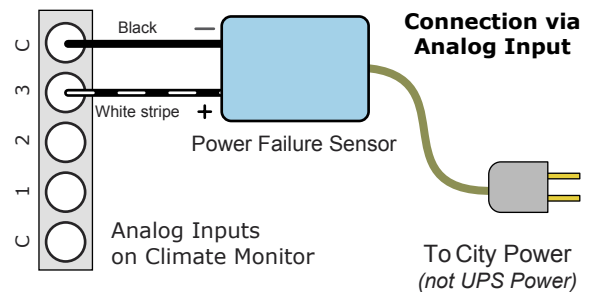 Connection via
Analog Input
Black
−
C
3
White stripe +
2
1
C
Power Failure Sensor
Analog Inputs
on Climate Monitor
To City Power
(not UPS Power)